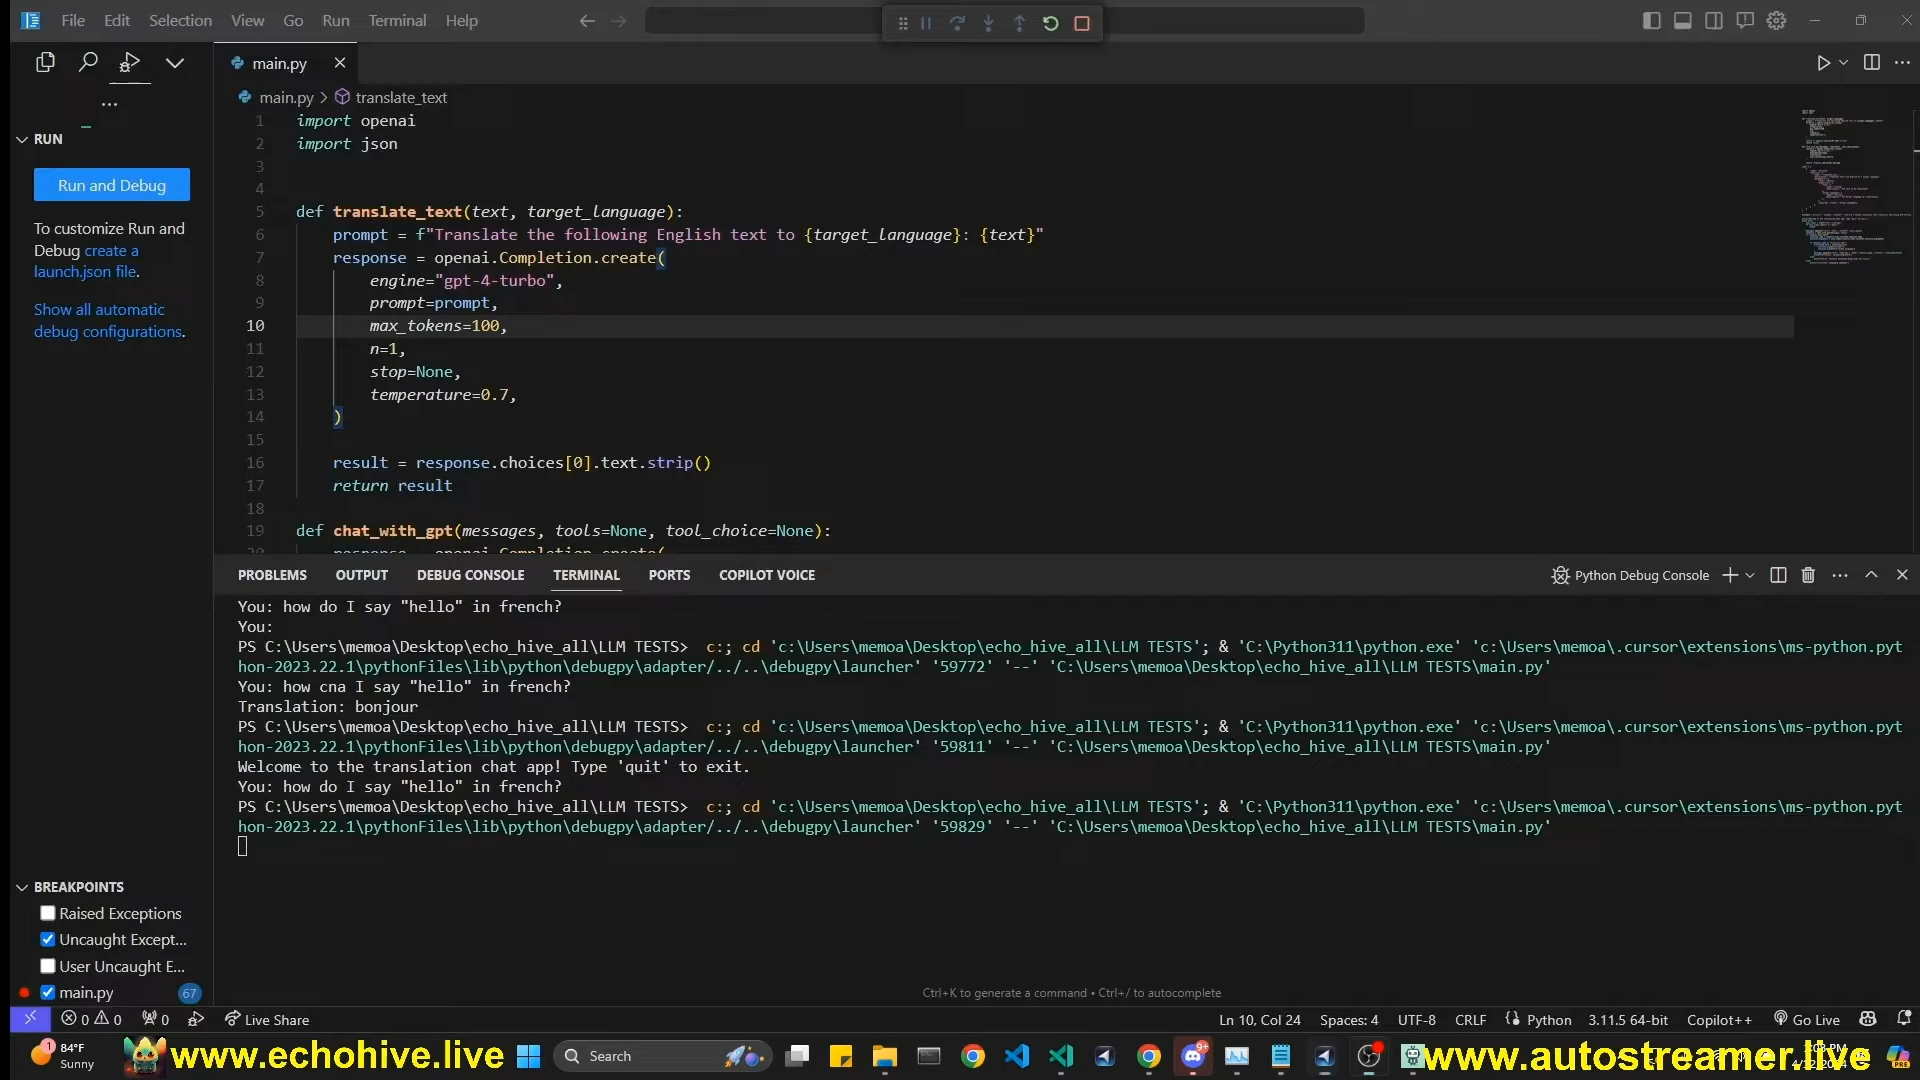 File Edit Selection View Go Run Terminal Help
main.py
main.py > translate_text
RUN
Run and Debug
To customize Run and
Debug create a
launch.json file.
Show all automatic
debug configurations.
1 import openai
2 import json
3
4
5 def translate_text(text, target_language):
6 prompt = f"Translate the following English text to {target_language}: {text}"
7 response = openai.Completion.create(
8 engine="gpt-4-turbo",
9 prompt=prompt,
10 max_tokens=100,
11 n=1,
12 stop=None,
13 temperature=0.7,
14 )
15
16 result = response.choices[0].text.strip()
17 return result
18
19 def chat_with_gpt(messages, tools=None, tool_choice=None):
20 response = openai.Completion.create(
PROBLEMS OUTPUT DEBUG CONSOLE TERMINAL PORTS COPILOT VOICE
Python Debug Console
You: how do I say "hello" in french?
You:
PS C:\Users\memoa\Desktop\echo_hive_all\LLM TESTS> c:; cd 'c:\Users\memoa\Desktop\echo_hive_all\LLM TESTS'; & 'C:\Python311\python.exe' 'c:\Users\memoa\.cursor\extensions\ms-python.pyt
hon-2023.22.1\pythonFiles\lib\python\debugpy\adapter/../..\debugpy\launcher' '59772' '--' 'C:\Users\memoa\Desktop\echo_hive_all\LLM TESTS\main.py'
You: how cna I say "hello" in french?
Translation: bonjour
PS C:\Users\memoa\Desktop\echo_hive_all\LLM TESTS> c:; cd 'c:\Users\memoa\Desktop\echo_hive_all\LLM TESTS'; & 'C:\Python311\python.exe' 'c:\Users\memoa\.cursor\extensions\ms-python.pyt
hon-2023.22.1\pythonFiles\lib\python\debugpy\adapter/../..\debugpy\launcher' '59811' '--' 'C:\Users\memoa\Desktop\echo_hive_all\LLM TESTS\main.py'
Welcome to the translation chat app! Type 'quit' to exit.
You: how do I say "hello" in french?
PS C:\Users\memoa\Desktop\echo_hive_all\LLM TESTS> c:; cd 'c:\Users\memoa\Desktop\echo_hive_all\LLM TESTS'; & 'C:\Python311\python.exe' 'c:\Users\memoa\.cursor\extensions\ms-python.pyt
hon-2023.22.1\pythonFiles\lib\python\debugpy\adapter/../..\debugpy\launcher' '59829' '--' 'C:\Users\memoa\Desktop\echo_hive_all\LLM TESTS\main.py'
BREAKPOINTS
Raised Exceptions
Uncaught Except...
User Uncaught E...
main.py 67
Ctrl+K to generate a command • Ctrl+/ to autocomplete
0 0 0 Live Share Ln 10, Col 24 Spaces: 4 UTF-8 CRLF Python 3.11.5 64-bit Copilot++ Go Live
1 84°F
Sunny
www.echohive.live
Search
9+
www.autostreamer.live
PRE